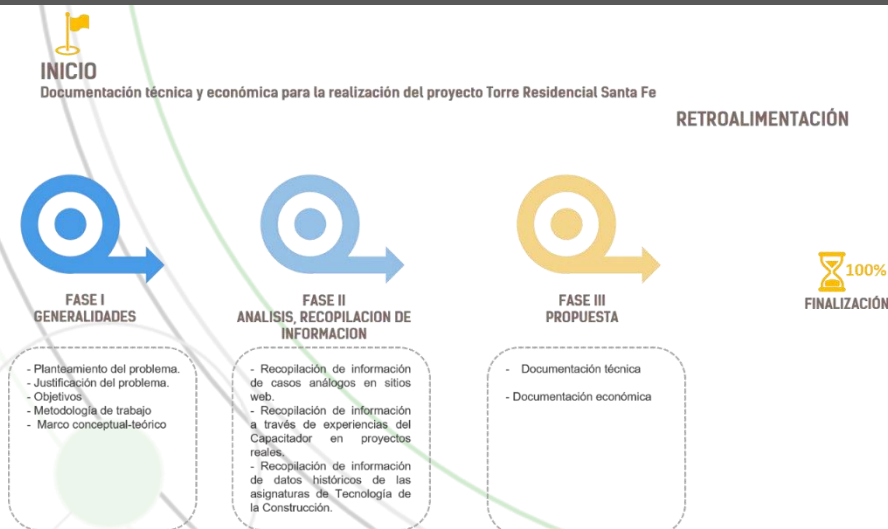 INICIO
Documentación técnica y económica para la realización del proyecto Torre Residencial Santa Fe
RETROALIMENTACIÓN
FASE I
GENERALIDADES
- Planteamiento del problema.
- Justificación del problema.
- Objetivos
- Metodología de trabajo
- Marco conceptual-teórico
FASE II
ANALISIS, RECOPILACION DE
INFORMACION
- Recopilación de información
de casos análogos en sitios
web.
- Recopilación de información
a través de experiencias del
Capacitador en proyectos
reales.
- Recopilación de información
de datos históricos de las
asignaturas de Tecnología de
la Construcción.
FASE III
PROPUESTA
- Documentación técnica
- Documentación económica
100%
FINALIZACIÓN